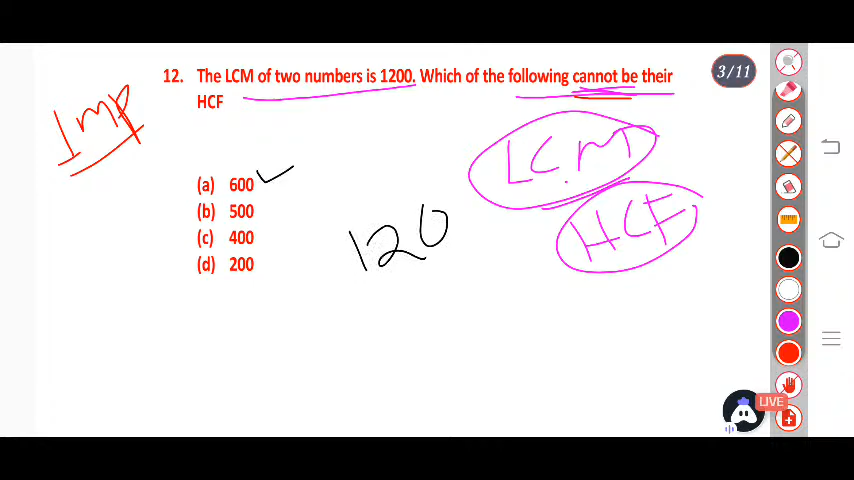 12. The LCM of two numbers is 1200. Which of the following cannot be their
HCF
3/11
Imp
LCM
HCF
(a) 600
(b) 500
(c) 400
(d) 200
120
LIVE